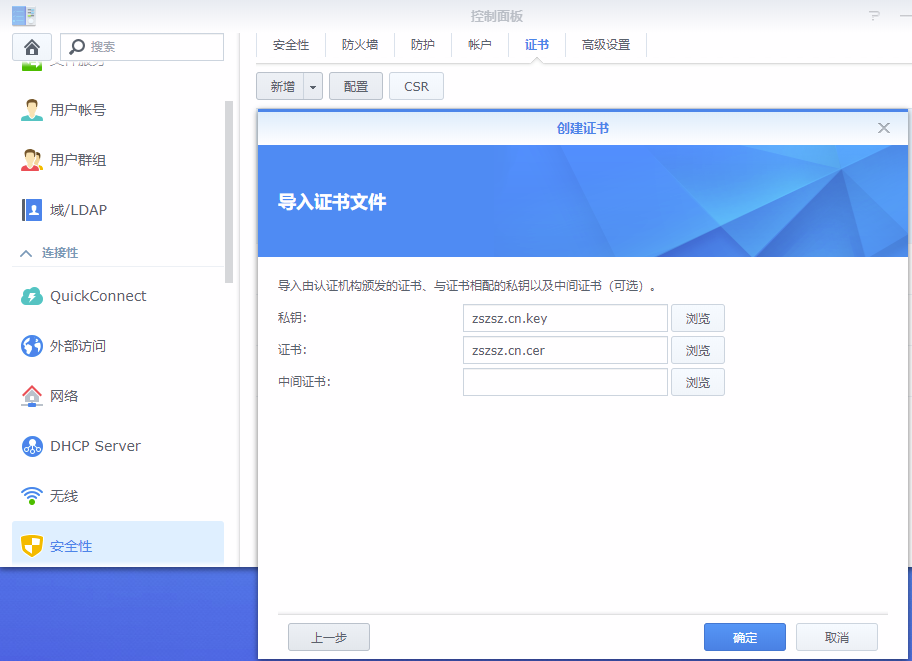 控制面板
搜索
用户帐号
用户群组
域/LDAP
连接性
QuickConnect
外部访问
网络
DHCP Server
无线
安全性
安全性 防火墙 防护 帐户 证书 高级设置
新增 配置 CSR
创建证书
导入证书文件
导入由认证机构颁发的证书、与证书相配的私钥以及中间证书（可选）。
私钥: zszsz.cn.key 浏览
证书: zszsz.cn.cer 浏览
中间证书: 浏览
上一步 确定 取消